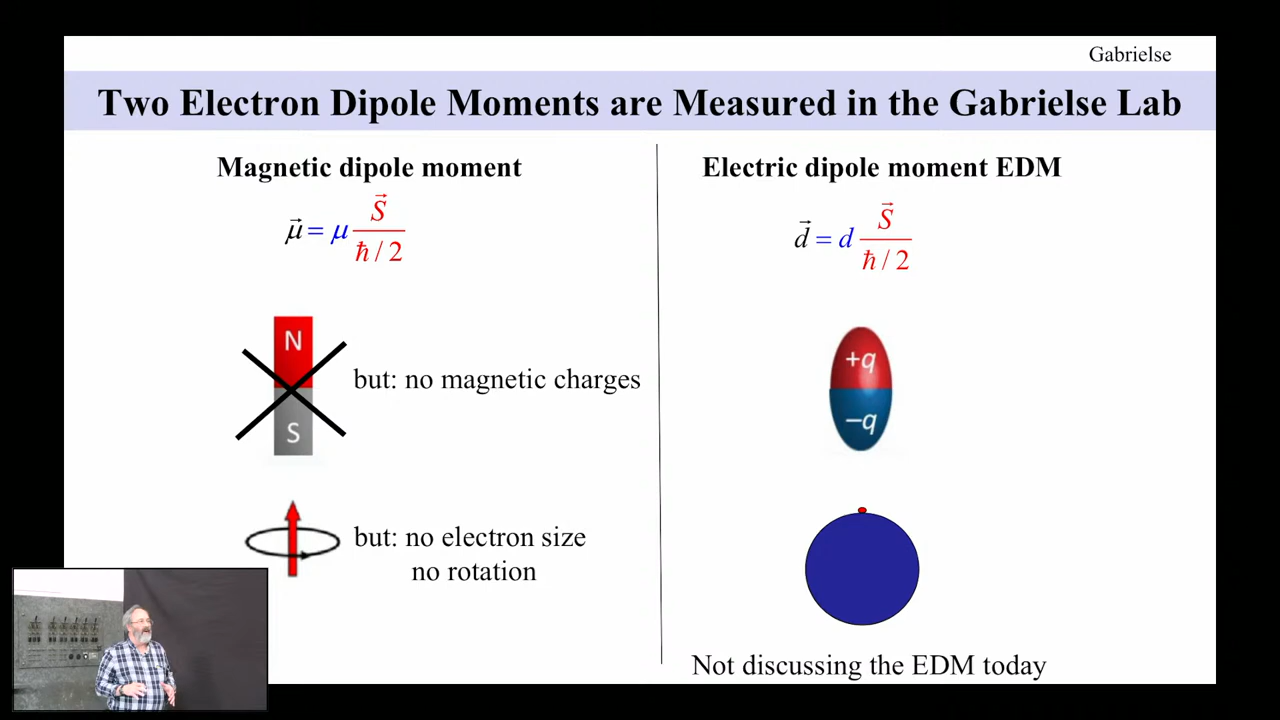 Gabrielse
Two Electron Dipole Moments are Measured in the Gabrielse Lab
Magnetic dipole moment
μ⃗ = μ S⃗ / (ħ / 2)
N
S
but: no magnetic charges
but: no electron size
no rotation
Electric dipole moment EDM
d⃗ = d S⃗ / (ħ / 2)
+q
−q
Not discussing the EDM today